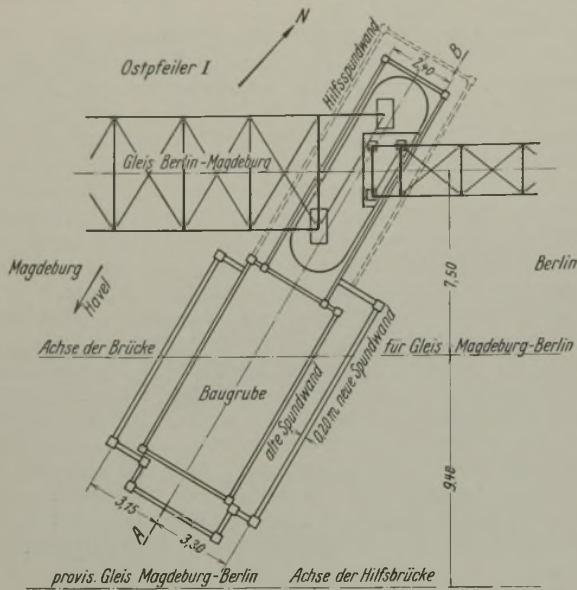 N
Ostpfeiler I
Hilfsspundwand
B
2,40
Gleis Berlin-Magdeburg
Magdeburg
Havel
7,50
Berlin
Achse der Brücke
für Gleis Magdeburg-Berlin
Baugrube
alte Spundwand
0,20 m. neue Spundwand
9,40
3,15
A
3,30
provis. Gleis Magdeburg-Berlin Achse der Hilfsbrücke